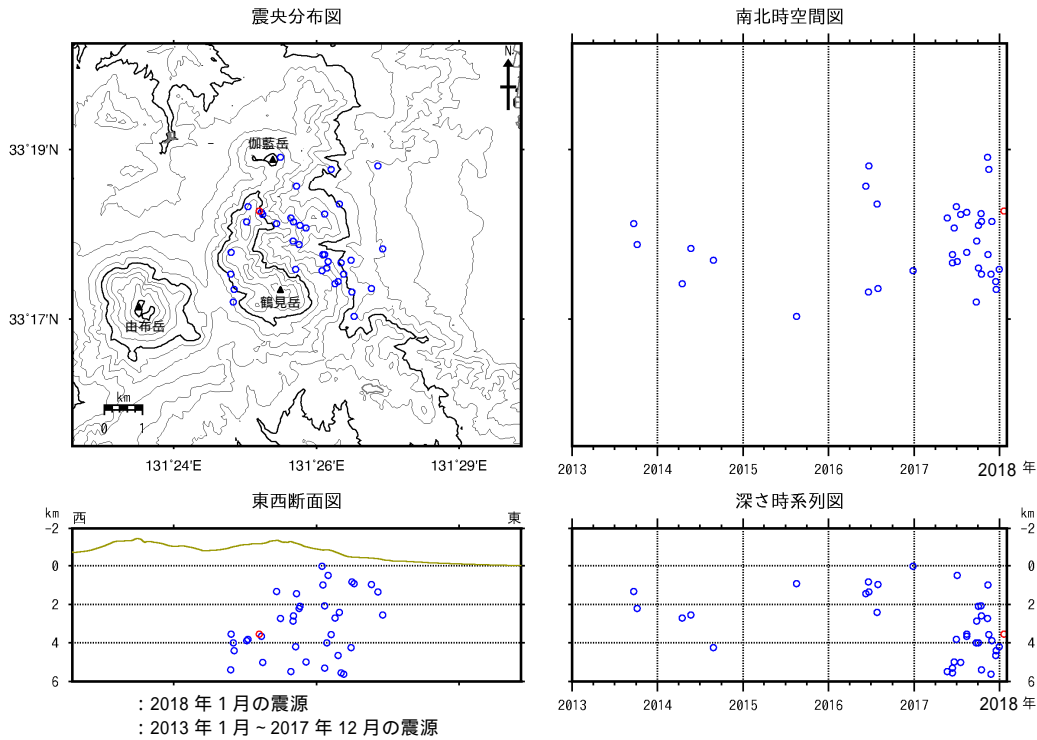 震央分布図
N
伽藍岳
鶴見岳
由布岳
33°19'N
33°17'N
km
0 1
131°24'E 131°26'E 131°29'E
南北時空間図
2013 2014 2015 2016 2017 2018 年
東西断面図
km 西 東
-2
0
2
4
6
深さ時系列図
km
-2
0
2
4
6
2013 2014 2015 2016 2017 2018 年
: 2018 年 1 月の震源
: 2013 年 1 月 ~ 2017 年 12 月の震源